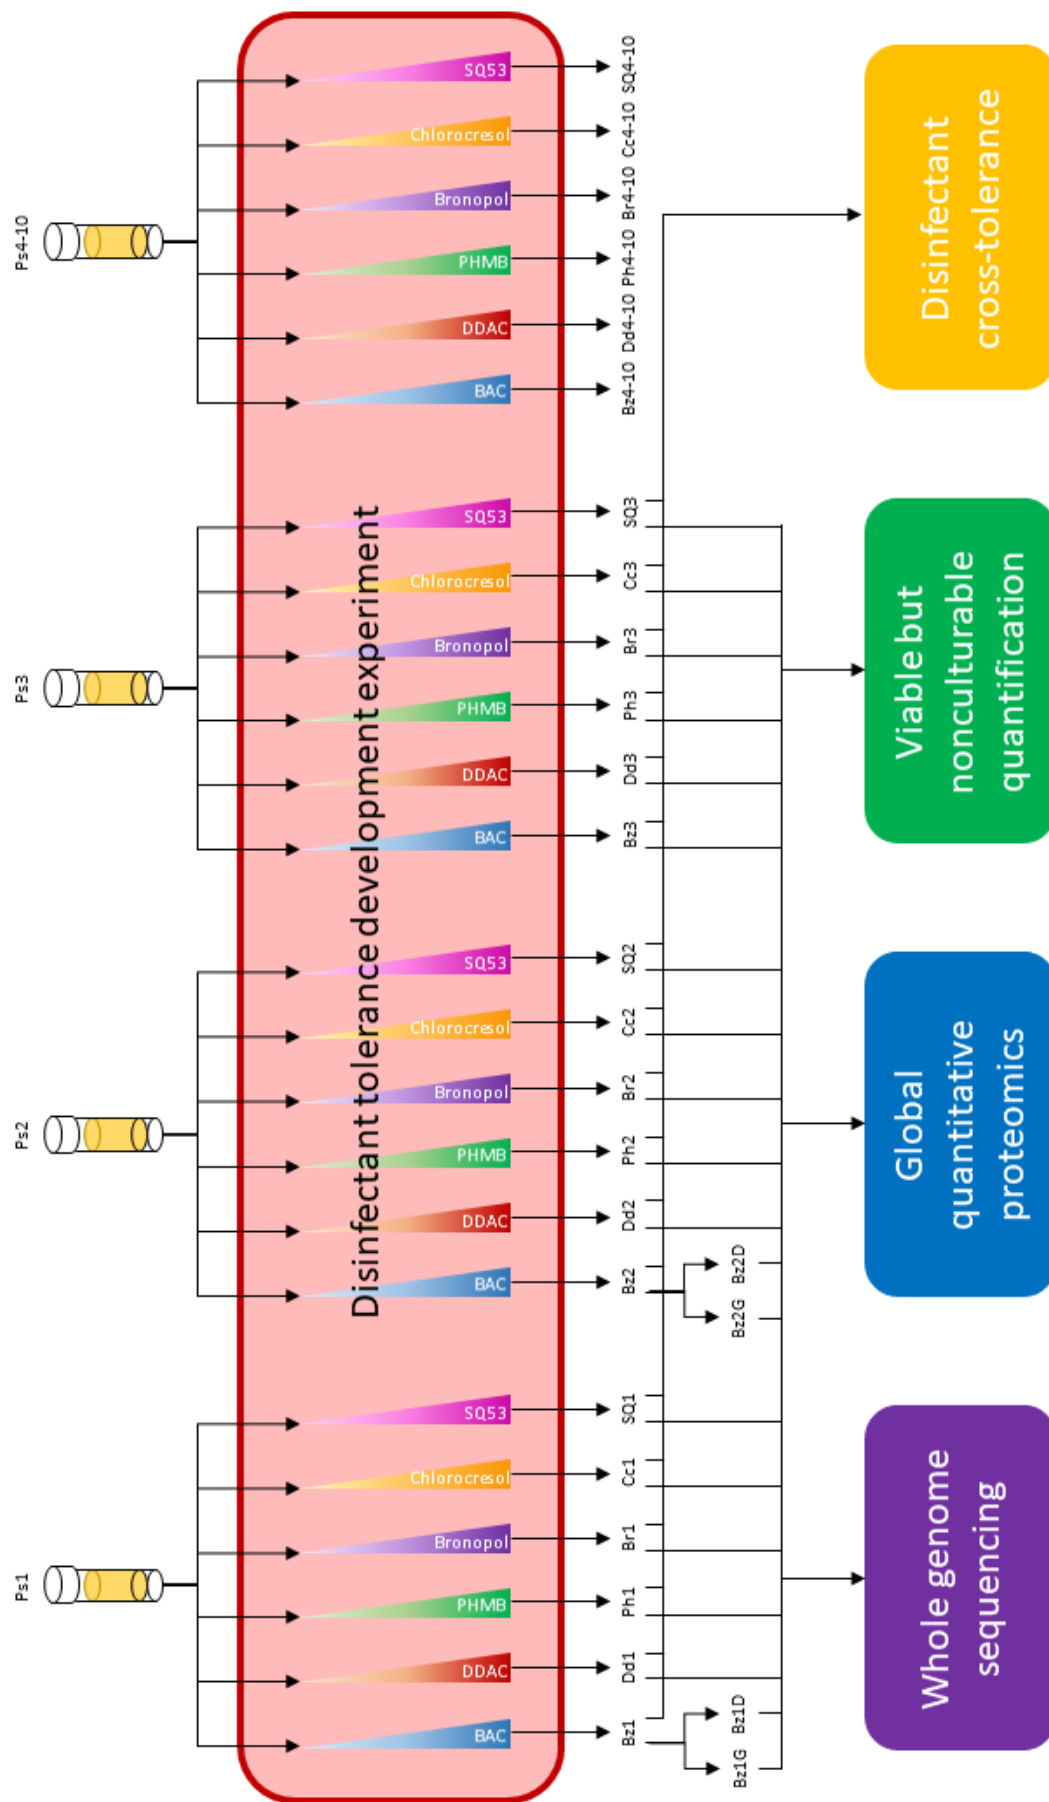 Ps1
Ps2
Ps3
Ps4-10
Disinfectant tolerance development experiment
BAC
DDAC
PHMB
Bronopol
Chlorocresol
SQ53
BAC
DDAC
PHMB
Bronopol
Chlorocresol
SQ53
BAC
DDAC
PHMB
Bronopol
Chlorocresol
SQ53
BAC
DDAC
PHMB
Bronopol
Chlorocresol
SQ53
Bz1
Dd1
Ph1
Br1
Cc1
SQ1
Bz2
Dd2
Ph2
Br2
Cc2
SQ2
Bz3
Dd3
Ph3
Br3
Cc3
SQ3
Bz4-10
Dd4-10
Ph4-10
Br4-10
Cc4-10
SQ4-10
Bz1G
Bz1D
Bz2G
Bz2D
Whole genome
sequencing
Global
quantitative
proteomics
Viable but
nonculturable
quantification
Disinfectant
cross-tolerance